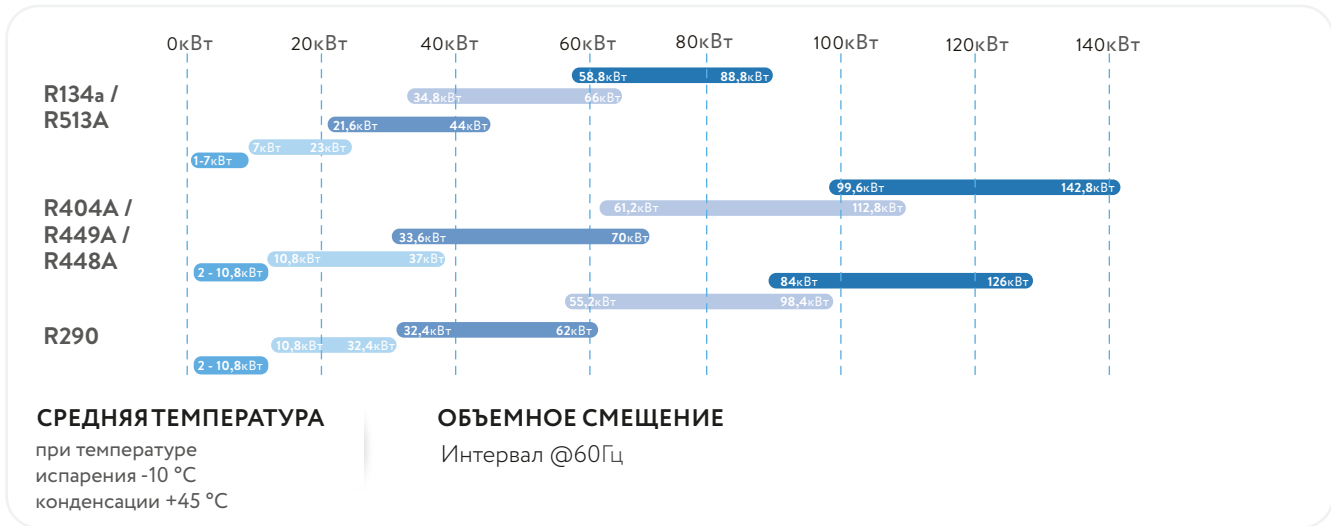 0кВт 20кВт 40кВт 60кВт 80кВт 100кВт 120кВт 140кВт
R134a /
R513A
58,8кВт 88,8кВт
34,8кВт 66кВт
21,6кВт 44кВт
7кВт 23кВт
1-7кВт
R404A /
R449A /
R448A
99,6кВт 142,8кВт
61,2кВт 112,8кВт
33,6кВт 70кВт
10,8кВт 37кВт
2 - 10,8кВт
R290
84кВт 126кВт
55,2кВт 98,4кВт
32,4кВт 62кВт
10,8кВт 32,4кВт
2 - 10,8кВт
СРЕДНЯЯ ТЕМПЕРАТУРА
при температуре
испарения -10 °C
конденсации +45 °C
ОБЪЕМНОЕ СМЕЩЕНИЕ
Интервал @60Гц